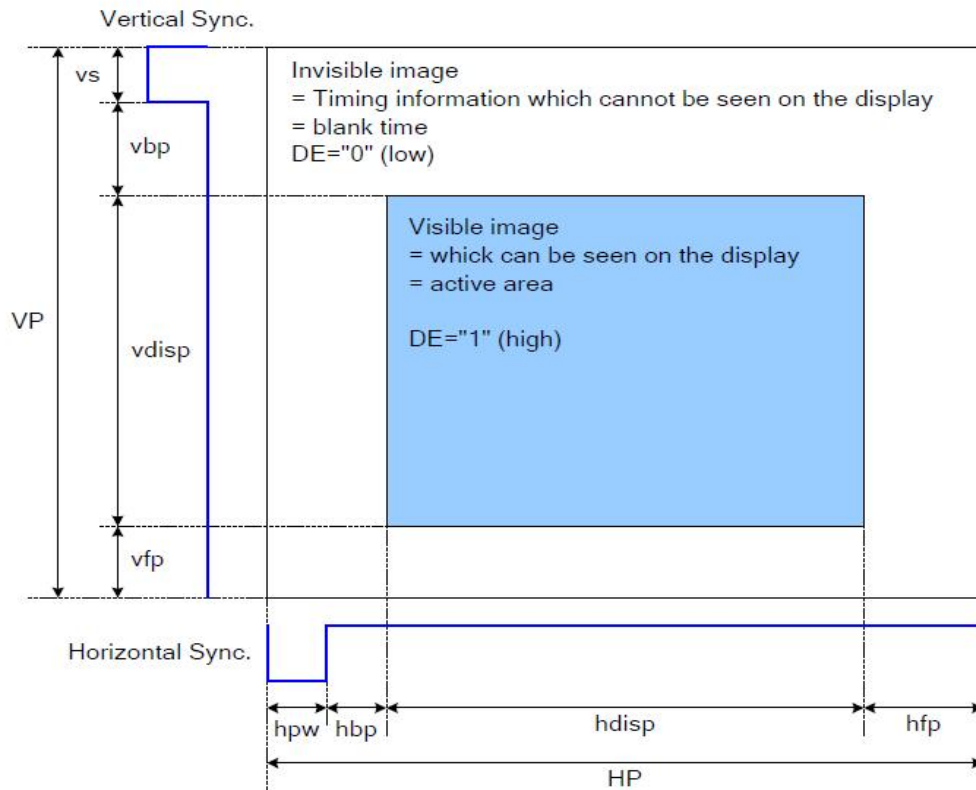 Vertical Sync.
vs
Invisible image
= Timing information which cannot be seen on the display
= blank time
DE="0" (low)
vbp
Visible image
= whick can be seen on the display
= active area
DE="1" (high)
VP
vdisp
vfp
Horizontal Sync.
hpw
hbp
hdisp
hfp
HP